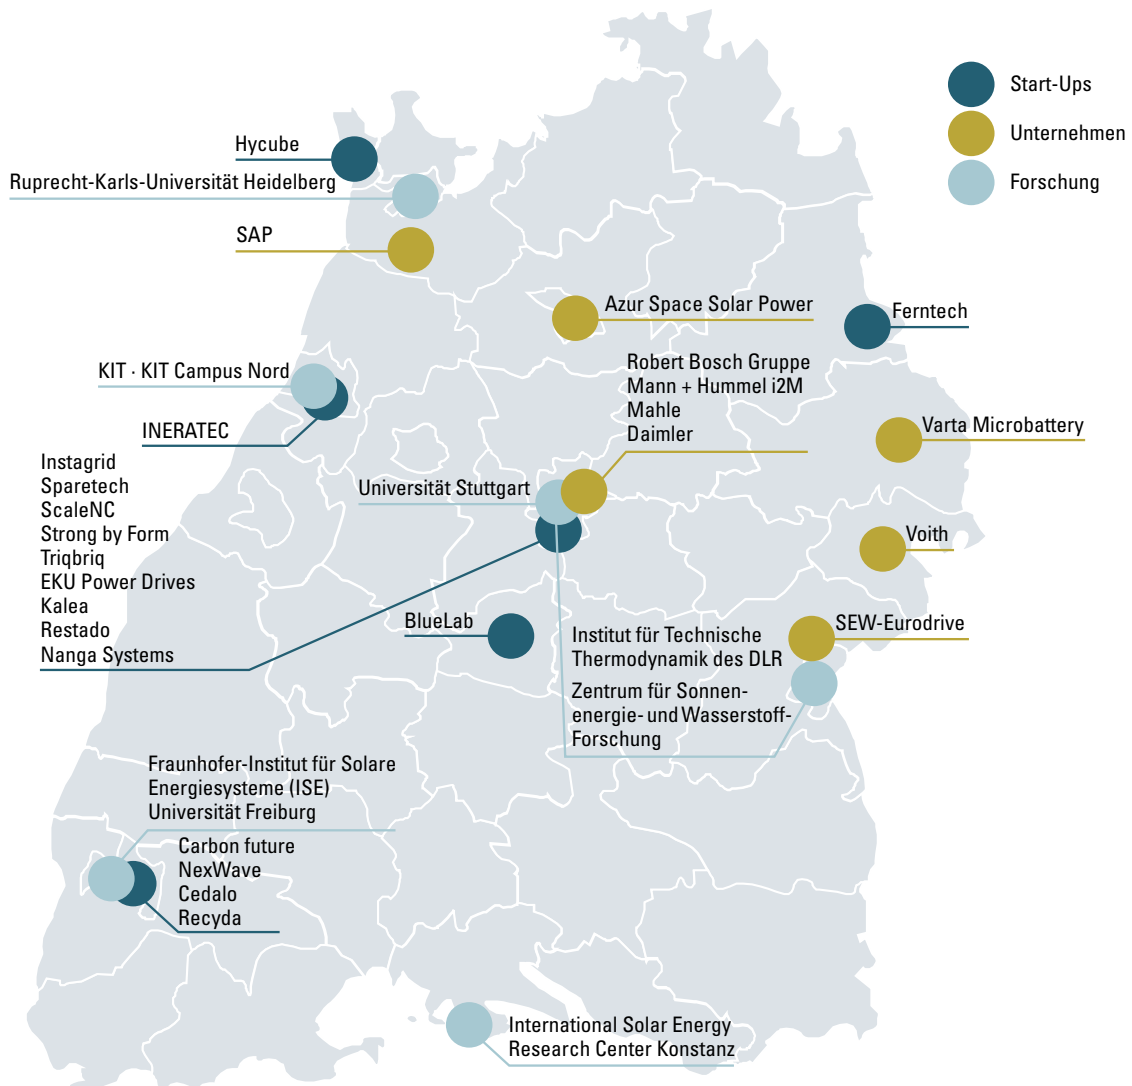 Start-Ups
Unternehmen
Forschung
Hycube
Ruprecht-Karls-Universität Heidelberg
SAP
Azur Space Solar Power
Ferntech
KIT · KIT Campus Nord
INERATEC
Robert Bosch Gruppe
Mann + Hummel i2M
Mahle
Daimler
Varta Microbattery
Instagrid
Sparetech
ScaleNC
Strong by Form
Triqbriq
EKU Power Drives
Kalea
Restado
Nanga Systems
Universität Stuttgart
Voith
BlueLab
SEW-Eurodrive
Institut für Technische
Thermodynamik des DLR
Zentrum für Sonnen-
energie- und Wasserstoff-
Forschung
Fraunhofer-Institut für Solare
Energiesysteme (ISE)
Universität Freiburg
Carbon future
NexWave
Cedalo
Recyda
International Solar Energy
Research Center Konstanz